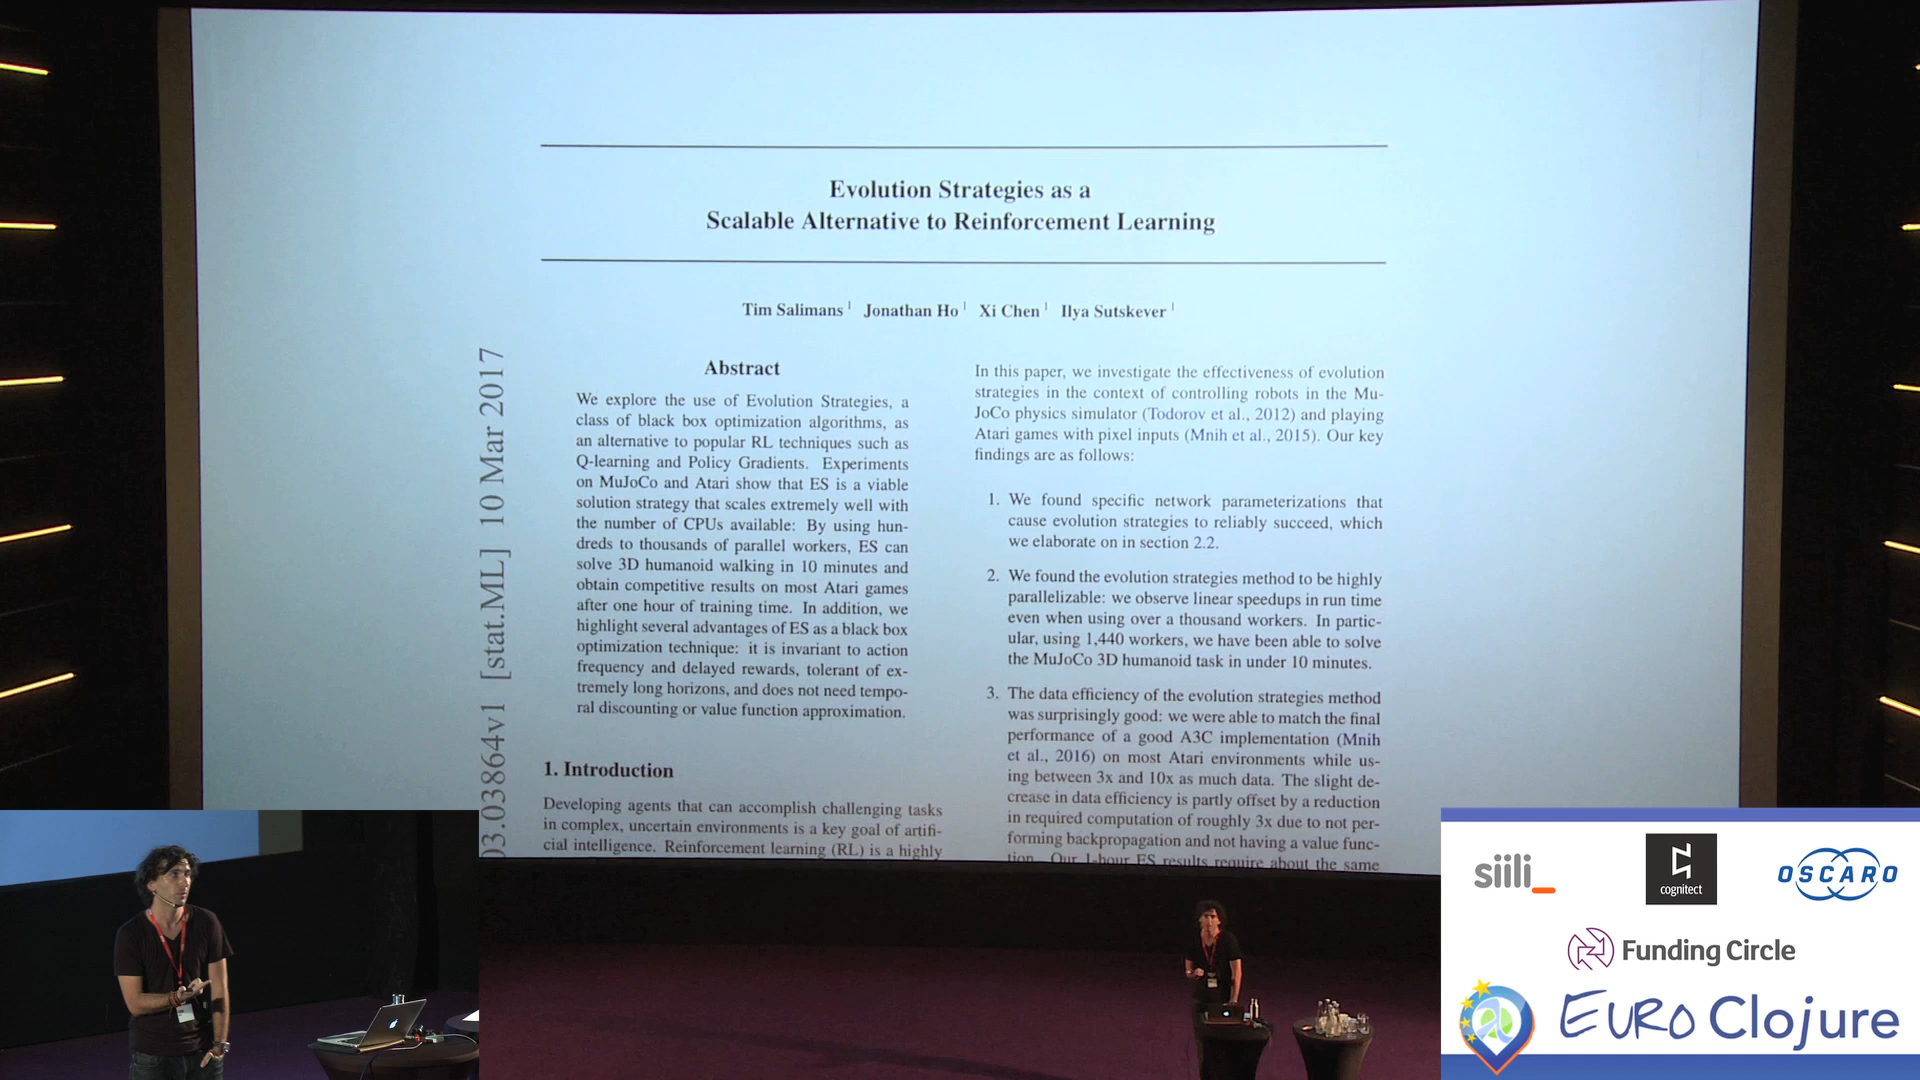 Evolution Strategies as a
Scalable Alternative to Reinforcement Learning
Tim Salimans 1 Jonathan Ho 1 Xi Chen 1 Ilya Sutskever 1
03.03864v1 [stat.ML] 10 Mar 2017
Abstract
We explore the use of Evolution Strategies, a
class of black box optimization algorithms, as
an alternative to popular RL techniques such as
Q-learning and Policy Gradients. Experiments
on MuJoCo and Atari show that ES is a viable
solution strategy that scales extremely well with
the number of CPUs available: By using hun-
dreds to thousands of parallel workers, ES can
solve 3D humanoid walking in 10 minutes and
obtain competitive results on most Atari games
after one hour of training time. In addition, we
highlight several advantages of ES as a black box
optimization technique: it is invariant to action
frequency and delayed rewards, tolerant of ex-
tremely long horizons, and does not need tempo-
ral discounting or value function approximation.
1. Introduction
Developing agents that can accomplish challenging tasks
in complex, uncertain environments is a key goal of artifi-
cial intelligence. Reinforcement learning (RL) is a highly
In this paper, we investigate the effectiveness of evolution
strategies in the context of controlling robots in the Mu-
JoCo physics simulator (Todorov et al., 2012) and playing
Atari games with pixel inputs (Mnih et al., 2015). Our key
findings are as follows:
1. We found specific network parameterizations that
cause evolution strategies to reliably succeed, which
we elaborate on in section 2.2.
2. We found the evolution strategies method to be highly
parallelizable: we observe linear speedups in run time
even when using over a thousand workers. In partic-
ular, using 1,440 workers, we have been able to solve
the MuJoCo 3D humanoid task in under 10 minutes.
3. The data efficiency of the evolution strategies method
was surprisingly good: we were able to match the final
performance of a good A3C implementation (Mnih
et al., 2016) on most Atari environments while us-
ing between 3x and 10x as much data. The slight de-
crease in data efficiency is partly offset by a reduction
in required computation of roughly 3x due to not per-
forming backpropagation and not having a value func-
tion. Our 1-hour ES results require about the same
siili_
cognitect
OSCARO
Funding Circle
EURO Clojure